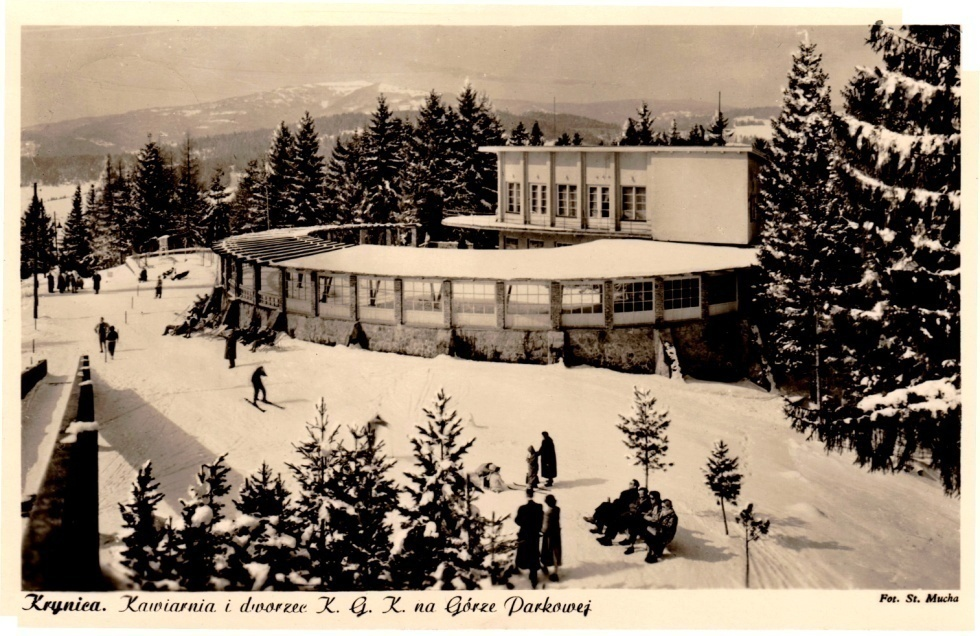 Krynica. Kawiarnia i dworzec K. G. K. na Górze Parkowej
Fot. St. Mucha